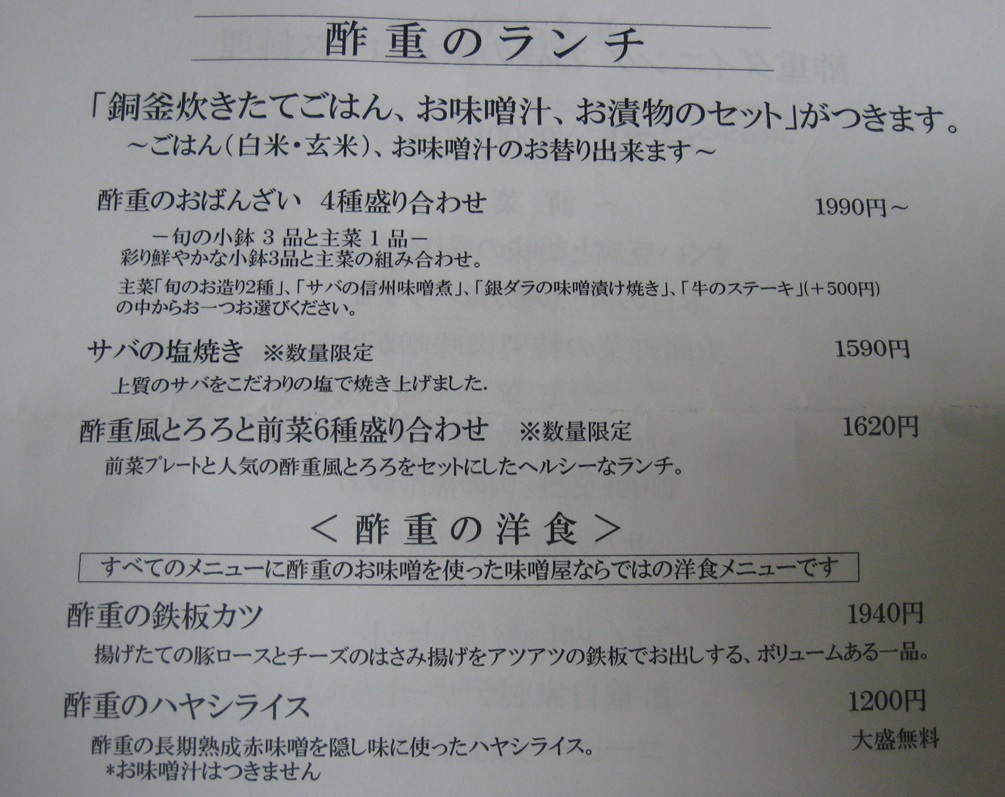 酢重のランチ
「銅釜炊きたてごはん、お味噌汁、お漬物のセット」がつきます。
～ごはん(白米・玄米)、お味噌汁のお替り出来ます～
酢重のおばんざい 4種盛り合わせ 1990円～
－旬の小鉢 3 品と主菜 1 品－
彩り鮮やかな小鉢3品と主菜の組み合わせ。
主菜「旬のお造り2種」、「サバの信州味噌煮」、「銀ダラの味噌漬け焼き」、「牛のステーキ」(＋500円)
の中からお一つお選びください。
サバの塩焼き ※数量限定 1590円
上質のサバをこだわりの塩で焼き上げました.
酢重風とろろと前菜6種盛り合わせ ※数量限定 1620円
前菜プレートと人気の酢重風とろろをセットにしたヘルシーなランチ。
＜酢重の洋食＞
すべてのメニューに酢重のお味噌を使った味噌屋ならではの洋食メニューです
酢重の鉄板カツ 1940円
揚げたての豚ロースとチーズのはさみ揚げをアツアツの鉄板でお出しする、ボリュームある一品。
酢重のハヤシライス 1200円
酢重の長期熟成赤味噌を隠し味に使ったハヤシライス。 大盛無料
*お味噌汁はつきません